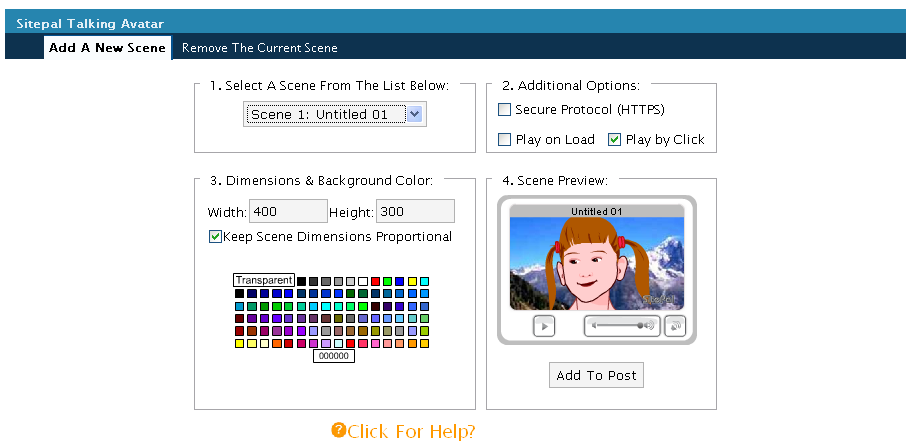 Sitepal Talking Avatar
Add A New Scene Remove The Current Scene
1. Select A Scene From The List Below:
Scene 1: Untitled 01
2. Additional Options:
Secure Protocol (HTTPS)
Play on Load Play by Click
3. Dimensions & Background Color:
Width: 400 Height: 300
Keep Scene Dimensions Proportional
Transparent
000000
4. Scene Preview:
Untitled 01
SitePal
Add To Post
?Click For Help?